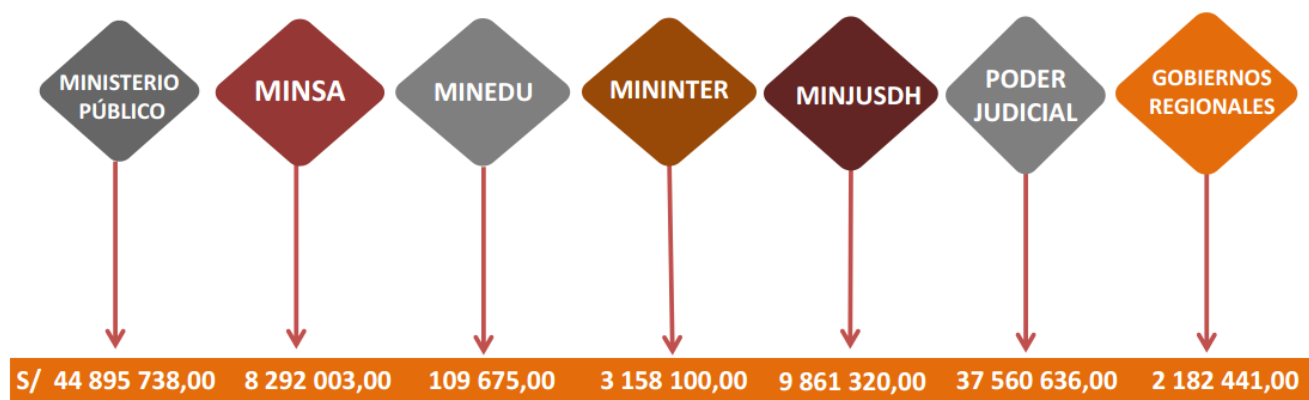 MINISTERIO
PÚBLICO
MINSA
MINEDU
MININTER
MINJUSDH
PODER
JUDICIAL
GOBIERNOS
REGIONALES
S/ 44 895 738,00 8 292 003,00 109 675,00 3 158 100,00 9 861 320,00 37 560 636,00 2 182 441,00